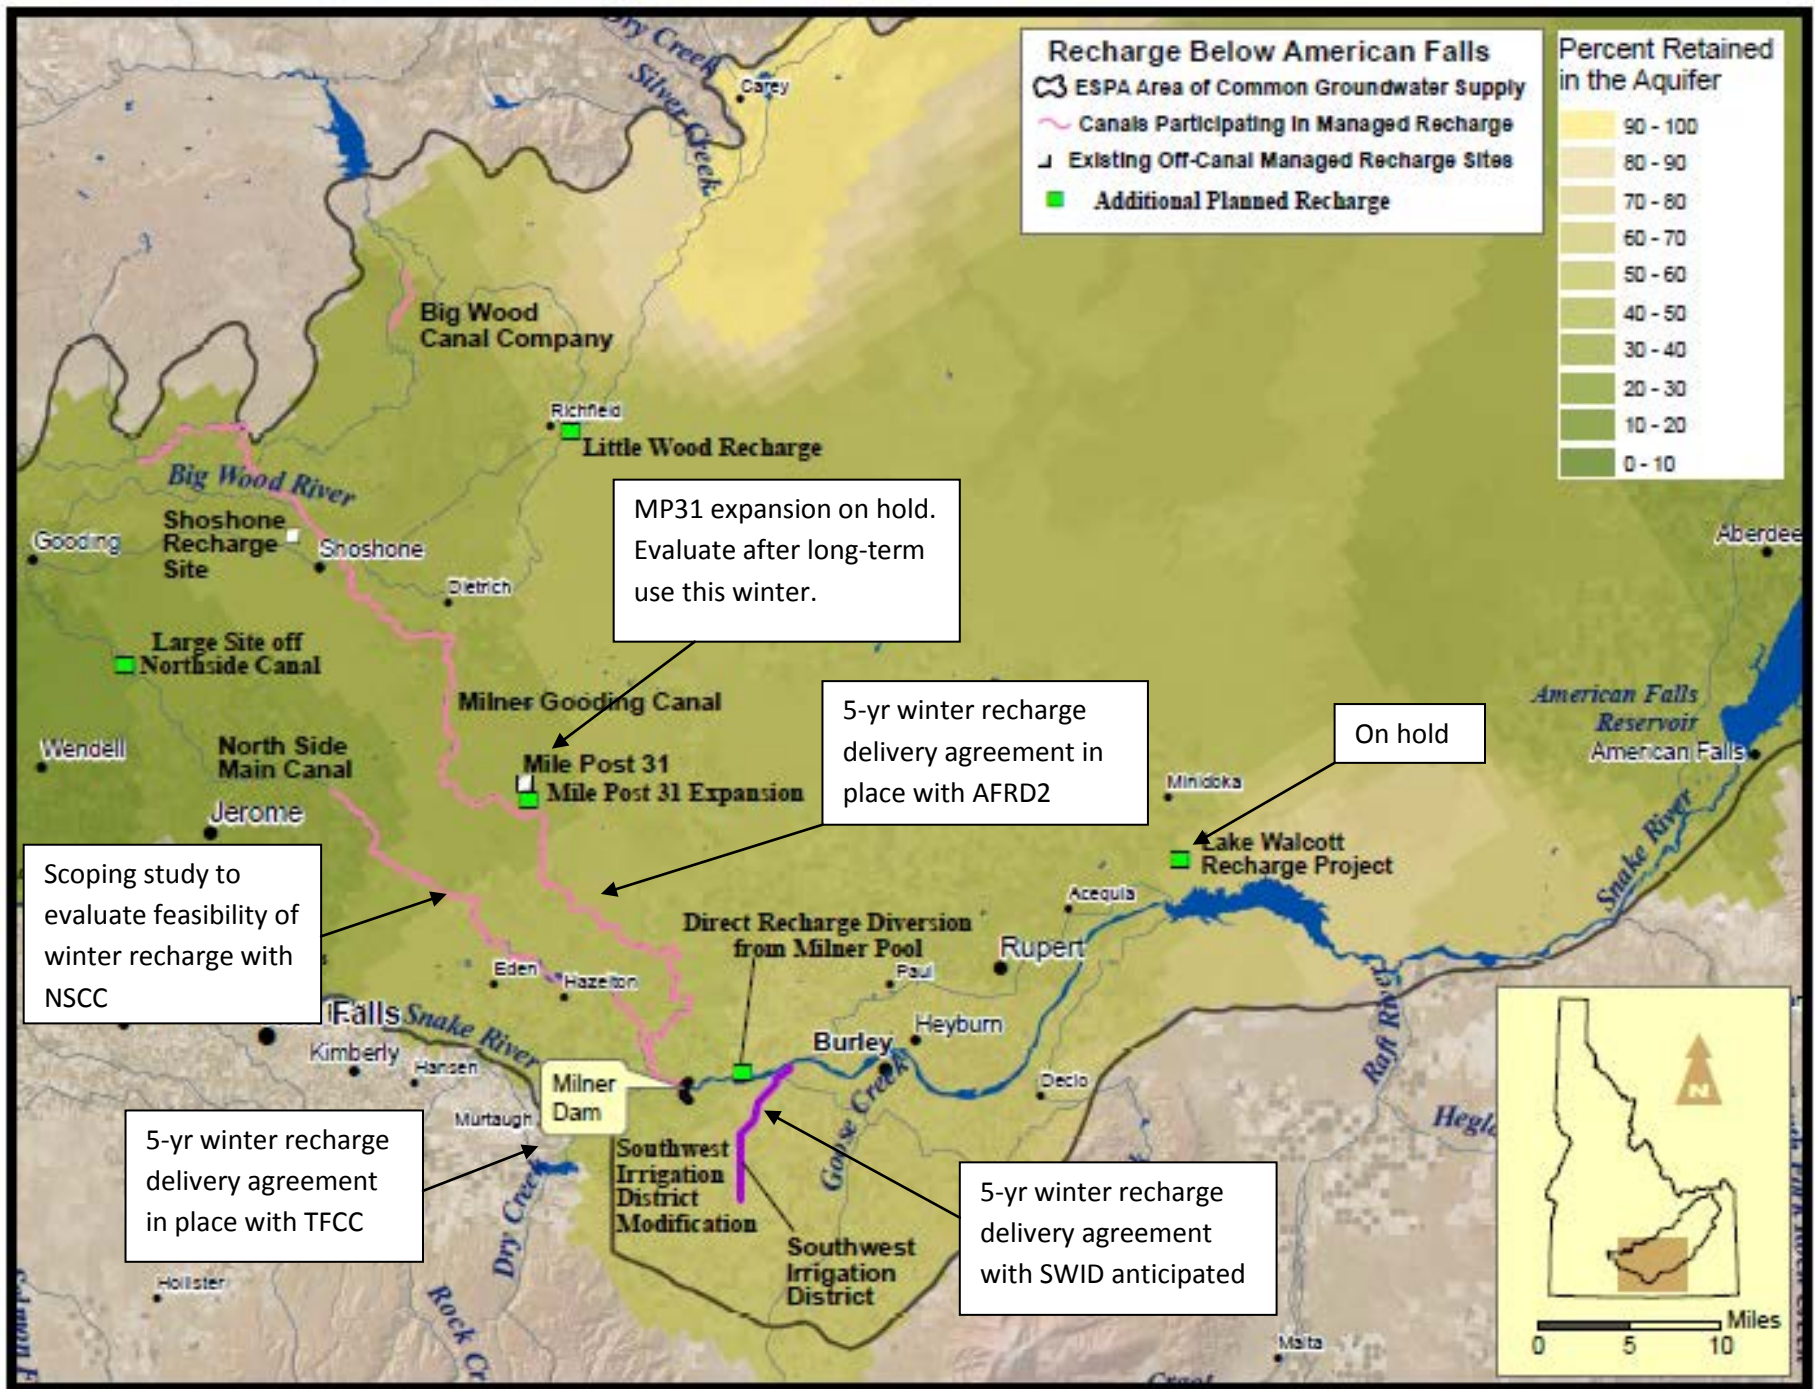 Dry Creek
Silver Creek
Carey
Recharge Below American Falls
ESPA Area of Common Groundwater Supply
Canals Participating in Managed Recharge
Existing Off-Canal Managed Recharge Sites
Additional Planned Recharge
Percent Retained
in the Aquifer
90 - 100
80 - 90
70 - 80
60 - 70
50 - 60
40 - 50
30 - 40
20 - 30
10 - 20
0 - 10
Big Wood
Canal Company
Richfield
Little Wood Recharge
Big Wood River
Shoshone
Recharge
Site
Gooding
Shoshone
Dietrich
MP31 expansion on hold.
Evaluate after long-term
use this winter.
Large Site off
Northside Canal
Milner Gooding Canal
5-yr winter recharge
delivery agreement in
place with AFRD2
On hold
American Falls
Reservoir
American Falls
Wendell
North Side
Main Canal
Mile Post 31
Mile Post 31 Expansion
Jerome
Minidoka
Lake Walcott
Recharge Project
Snake River
Scoping study to
evaluate feasibility of
winter recharge with
NSCC
Acequia
Direct Recharge Diversion
from Milner Pool
Rupert
Paul
Eden
Hazelton
Falls
Snake River
Kimberly
Hansen
Burley
Heyburn
Goose Creek
Declo
Raft River
Milner
Dam
Murtaugh
5-yr winter recharge
delivery agreement
in place with TFCC
Dry Creek
Southwest
Irrigation
District
Modification
Southwest
Irrigation
District
5-yr winter recharge
delivery agreement
with SWID anticipated
Hollister
Malta
N
Miles
0 5 10